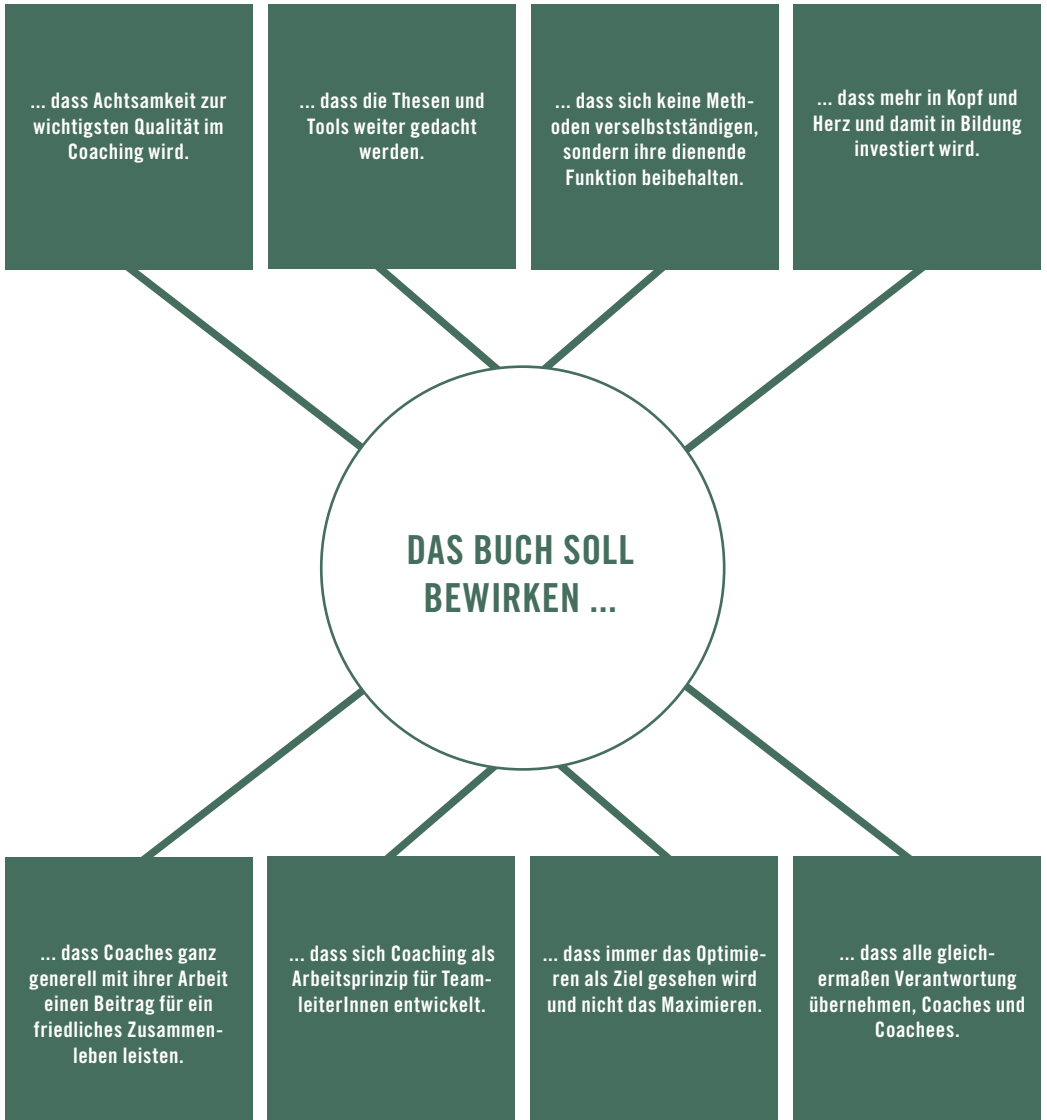 ... dass Achtsamkeit zur
wichtigsten Qualität im
Coaching wird.
... dass die Thesen und
Tools weiter gedacht
werden.
... dass sich keine Meth-
oden verselbstständigen,
sondern ihre dienende
Funktion beibehalten.
... dass mehr in Kopf und
Herz und damit in Bildung
investiert wird.
DAS BUCH SOLL
BEWIRKEN ...
... dass Coaches ganz
generell mit ihrer Arbeit
einen Beitrag für ein
friedliches Zusammen-
leben leisten.
... dass sich Coaching als
Arbeitsprinzip für Team-
leiterInnen entwickelt.
... dass immer das Optimie-
ren als Ziel gesehen wird
und nicht das Maximieren.
... dass alle gleich-
ermaßen Verantwortung
übernehmen, Coaches und
Coachees.